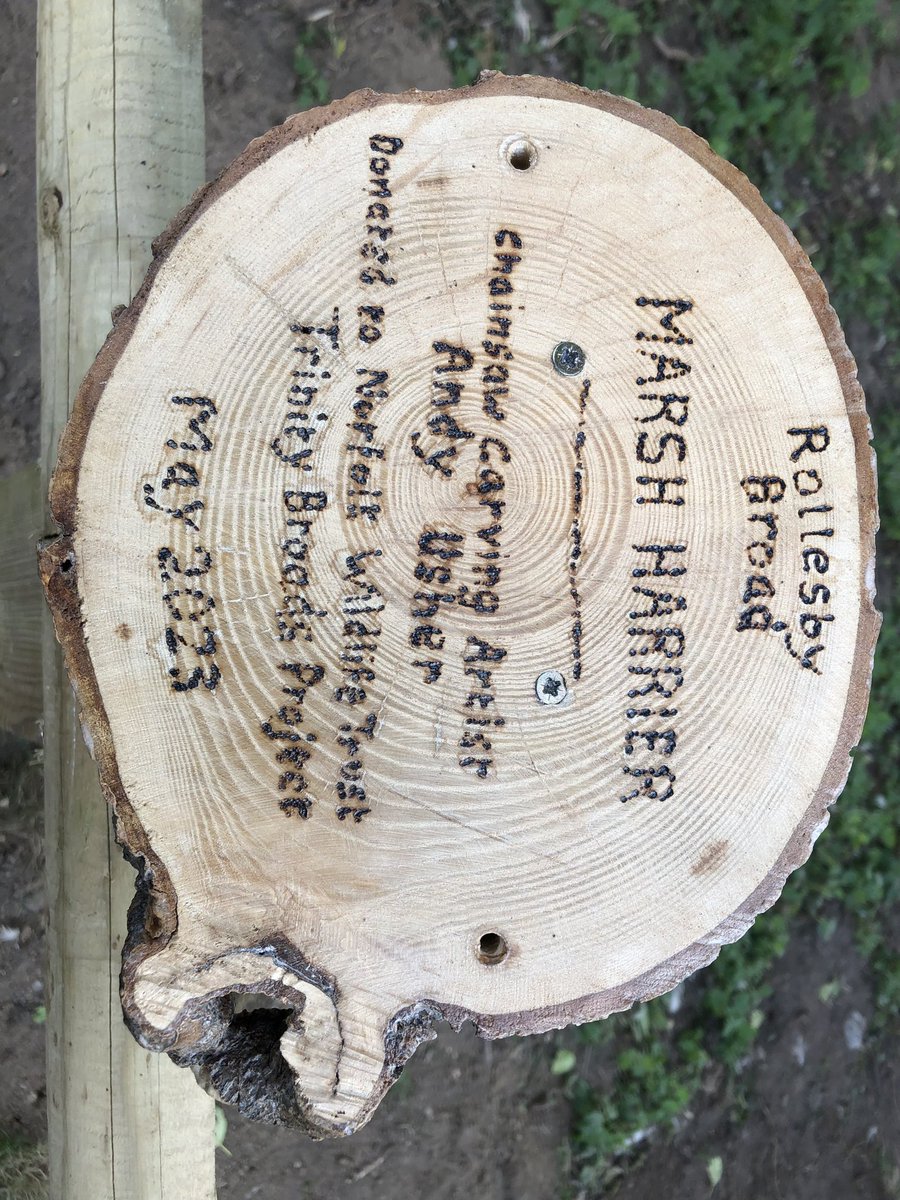 Rollesby
Broad
MARSH HARRIER
Chainsaw Carving Artist
Andy Usher
Donated to Norfolk Wildlife Trust
Trinity Broads Project
May 2023